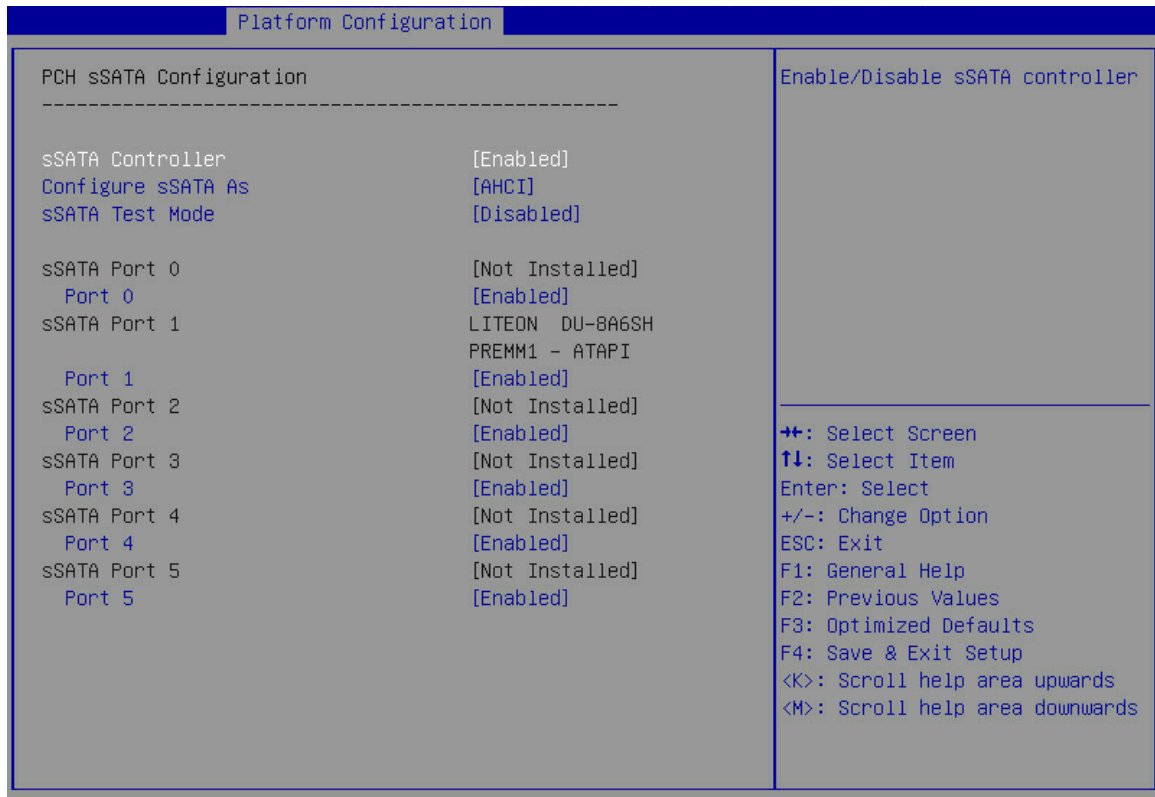 Platform Configuration
PCH sSATA Configuration
--------------------------------------------------
Enable/Disable sSATA controller
sSATA Controller [Enabled]
Configure sSATA As [AHCI]
sSATA Test Mode [Disabled]
sSATA Port 0 [Not Installed]
Port 0 [Enabled]
sSATA Port 1 LITEON  DU-8A6SH
PREMM1 - ATAPI
Port 1 [Enabled]
sSATA Port 2 [Not Installed]
Port 2 [Enabled]
sSATA Port 3 [Not Installed]
Port 3 [Enabled]
sSATA Port 4 [Not Installed]
Port 4 [Enabled]
sSATA Port 5 [Not Installed]
Port 5 [Enabled]
→←: Select Screen
↑↓: Select Item
Enter: Select
+/-: Change Option
ESC: Exit
F1: General Help
F2: Previous Values
F3: Optimized Defaults
F4: Save & Exit Setup
<K>: Scroll help area upwards
<M>: Scroll help area downwards